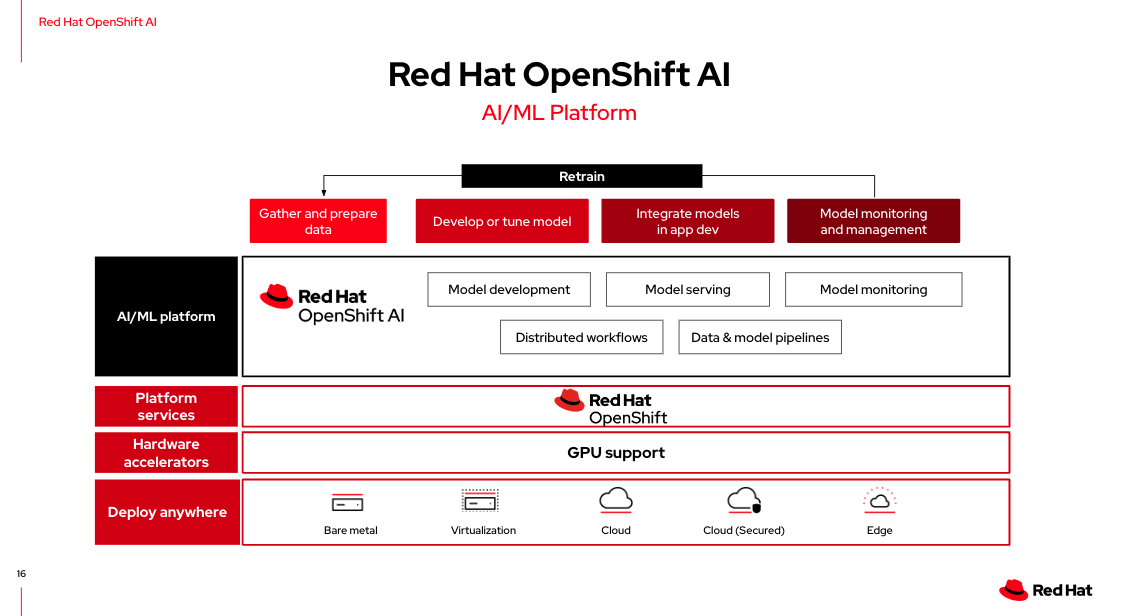 Red Hat OpenShift AI
Red Hat OpenShift AI
AI/ML Platform
Retrain
Gather and prepare
data
Develop or tune model
Integrate models
in app dev
Model monitoring
and management
AI/ML platform
Red Hat
OpenShift AI
Model development
Model serving
Model monitoring
Distributed workflows
Data & model pipelines
Platform
services
Red Hat
OpenShift
Hardware
accelerators
GPU support
Deploy anywhere
Bare metal
Virtualization
Cloud
Cloud (Secured)
Edge
16
Red Hat